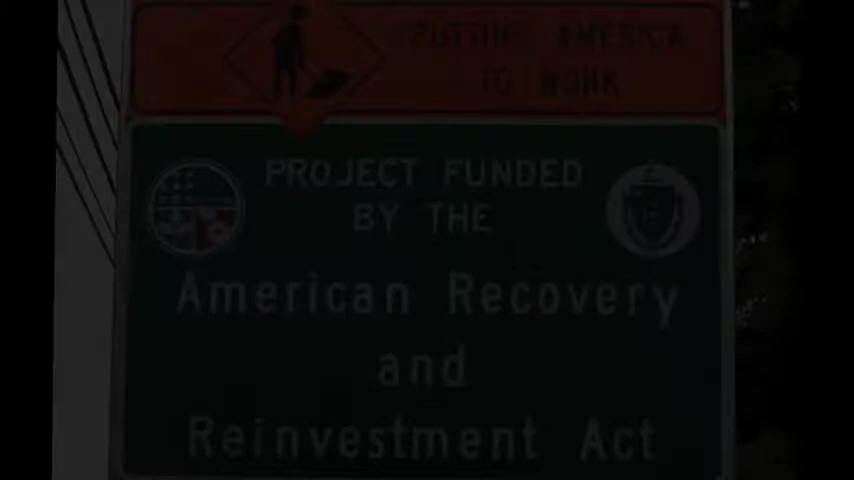 PUTTING AMERICA
TO WORK
PROJECT FUNDED
BY THE
American Recovery
and
Reinvestment Act